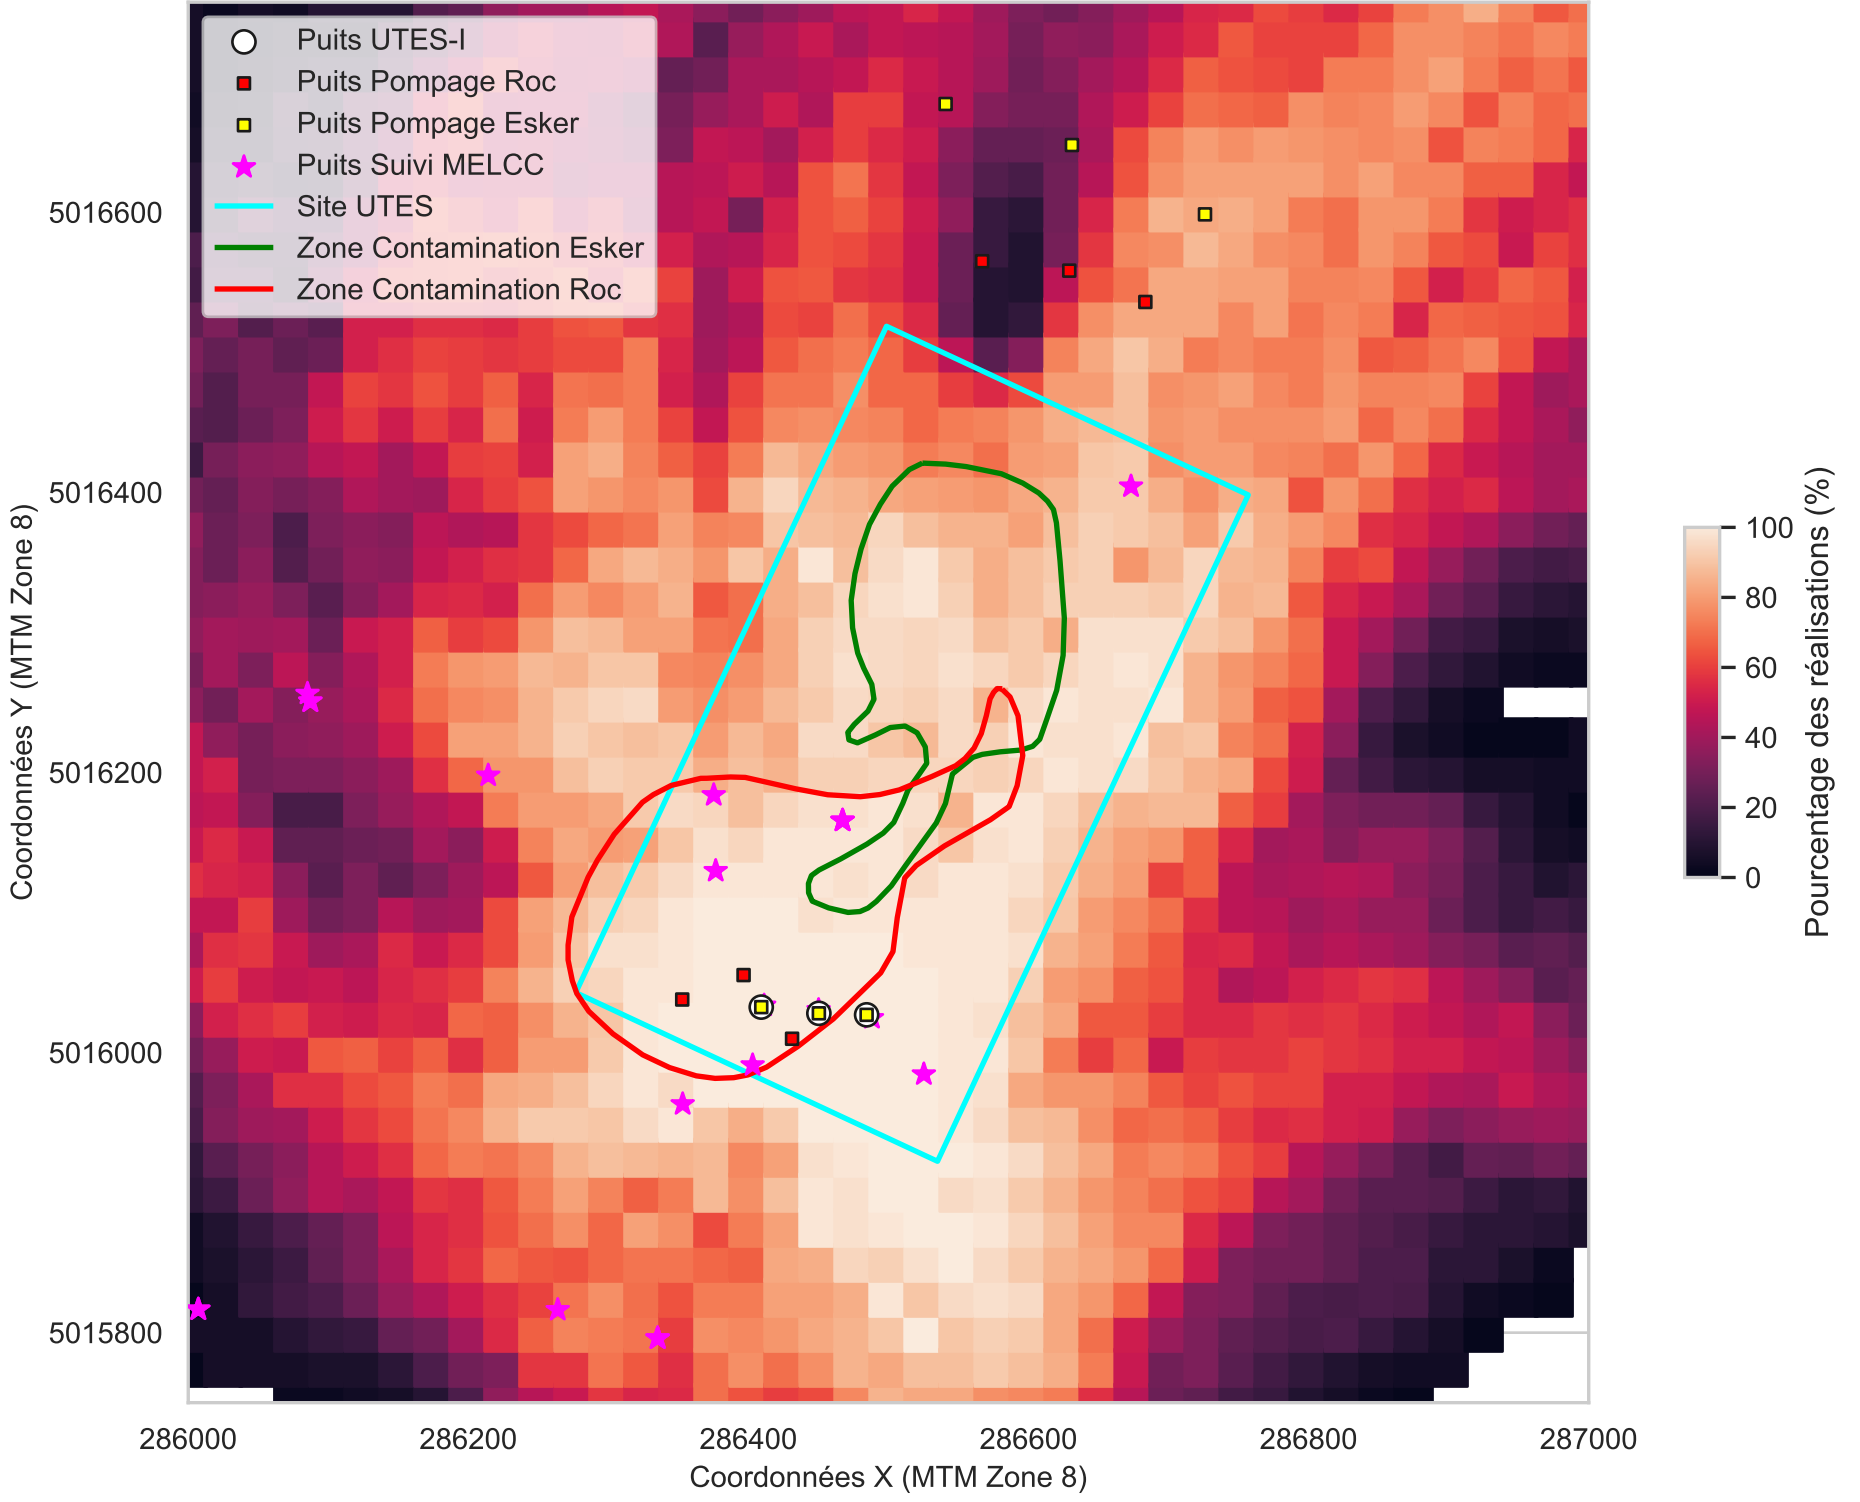 Puits UTES-I
Puits Pompage Roc
Puits Pompage Esker
Puits Suivi MELCC
Site UTES
Zone Contamination Esker
Zone Contamination Roc
5016600
5016400
5016200
5016000
5015800
Coordonnées Y (MTM Zone 8)
286000 286200 286400 286600 286800 287000
Coordonnées X (MTM Zone 8)
100
80
60
40
20
0
Pourcentage des réalisations (%)